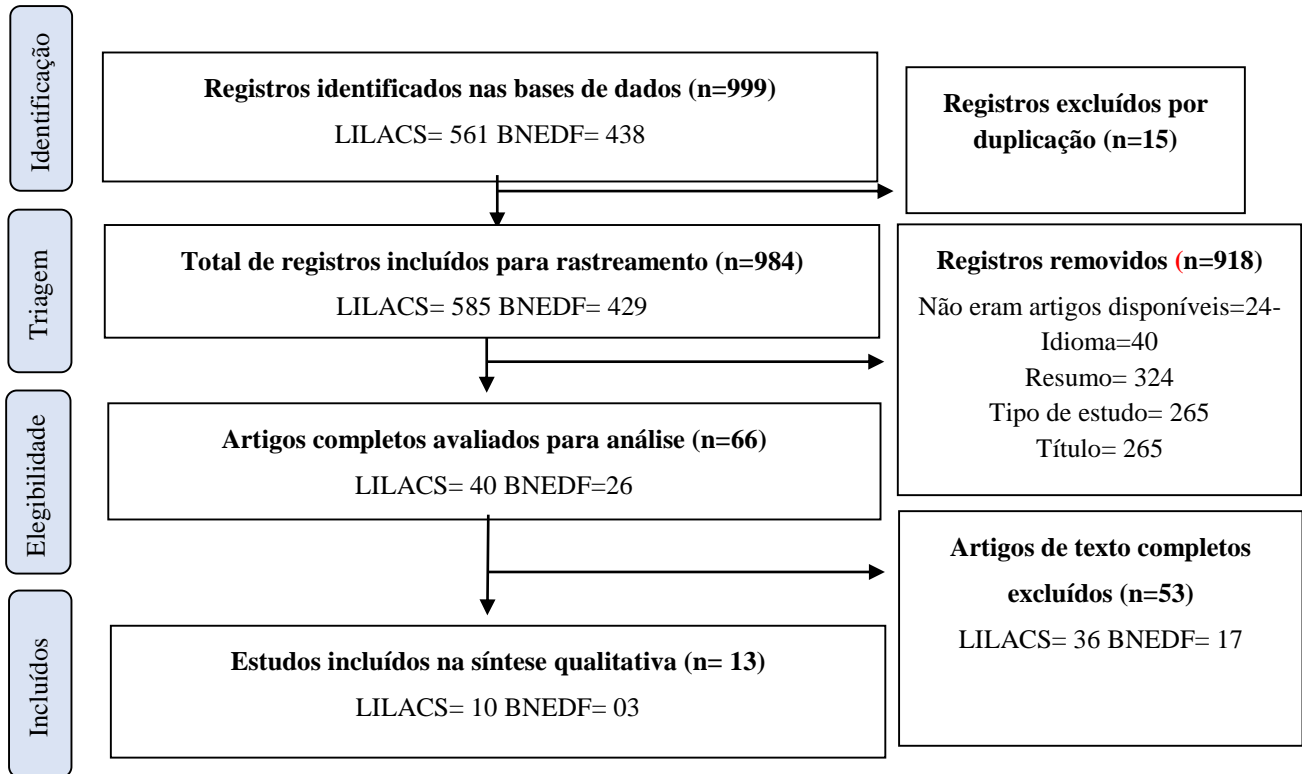 Identificação
Registros identificados nas bases de dados (n=999)
LILACS= 561 BNEDF= 438
Registros excluídos por
duplicação (n=15)
Triagem
Total de registros incluídos para rastreamento (n=984)
LILACS= 585 BNEDF= 429
Registros removidos (n=918)
Não eram artigos disponíveis=24-
Idioma=40
Resumo= 324
Tipo de estudo= 265
Título= 265
Elegibilidade
Artigos completos avaliados para análise (n=66)
LILACS= 40 BNEDF=26
Artigos de texto completos
excluídos (n=53)
LILACS= 36 BNEDF= 17
Incluídos
Estudos incluídos na síntese qualitativa (n= 13)
LILACS= 10 BNEDF= 03